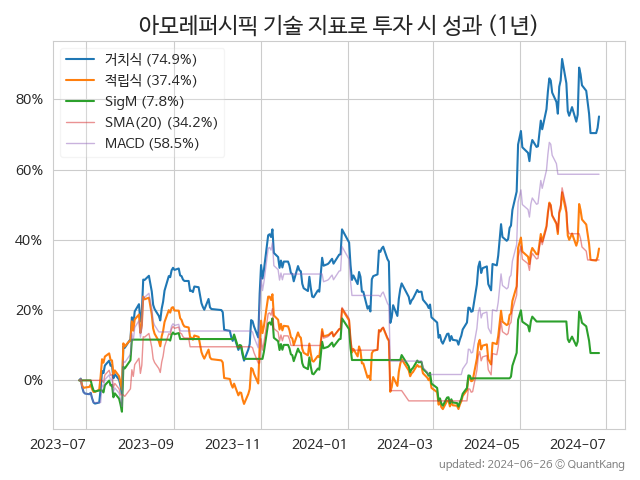 아모레퍼시픽 기술 지표로 투자 시 성과 (1년)
거치식 (74.9%)
적립식 (37.4%)
SigM (7.8%)
SMA(20) (34.2%)
MACD (58.5%)
80%
60%
40%
20%
0%
2023-07 2023-09 2023-11 2024-01 2024-03 2024-05 2024-07
updated: 2024-06-26 © QuantKang